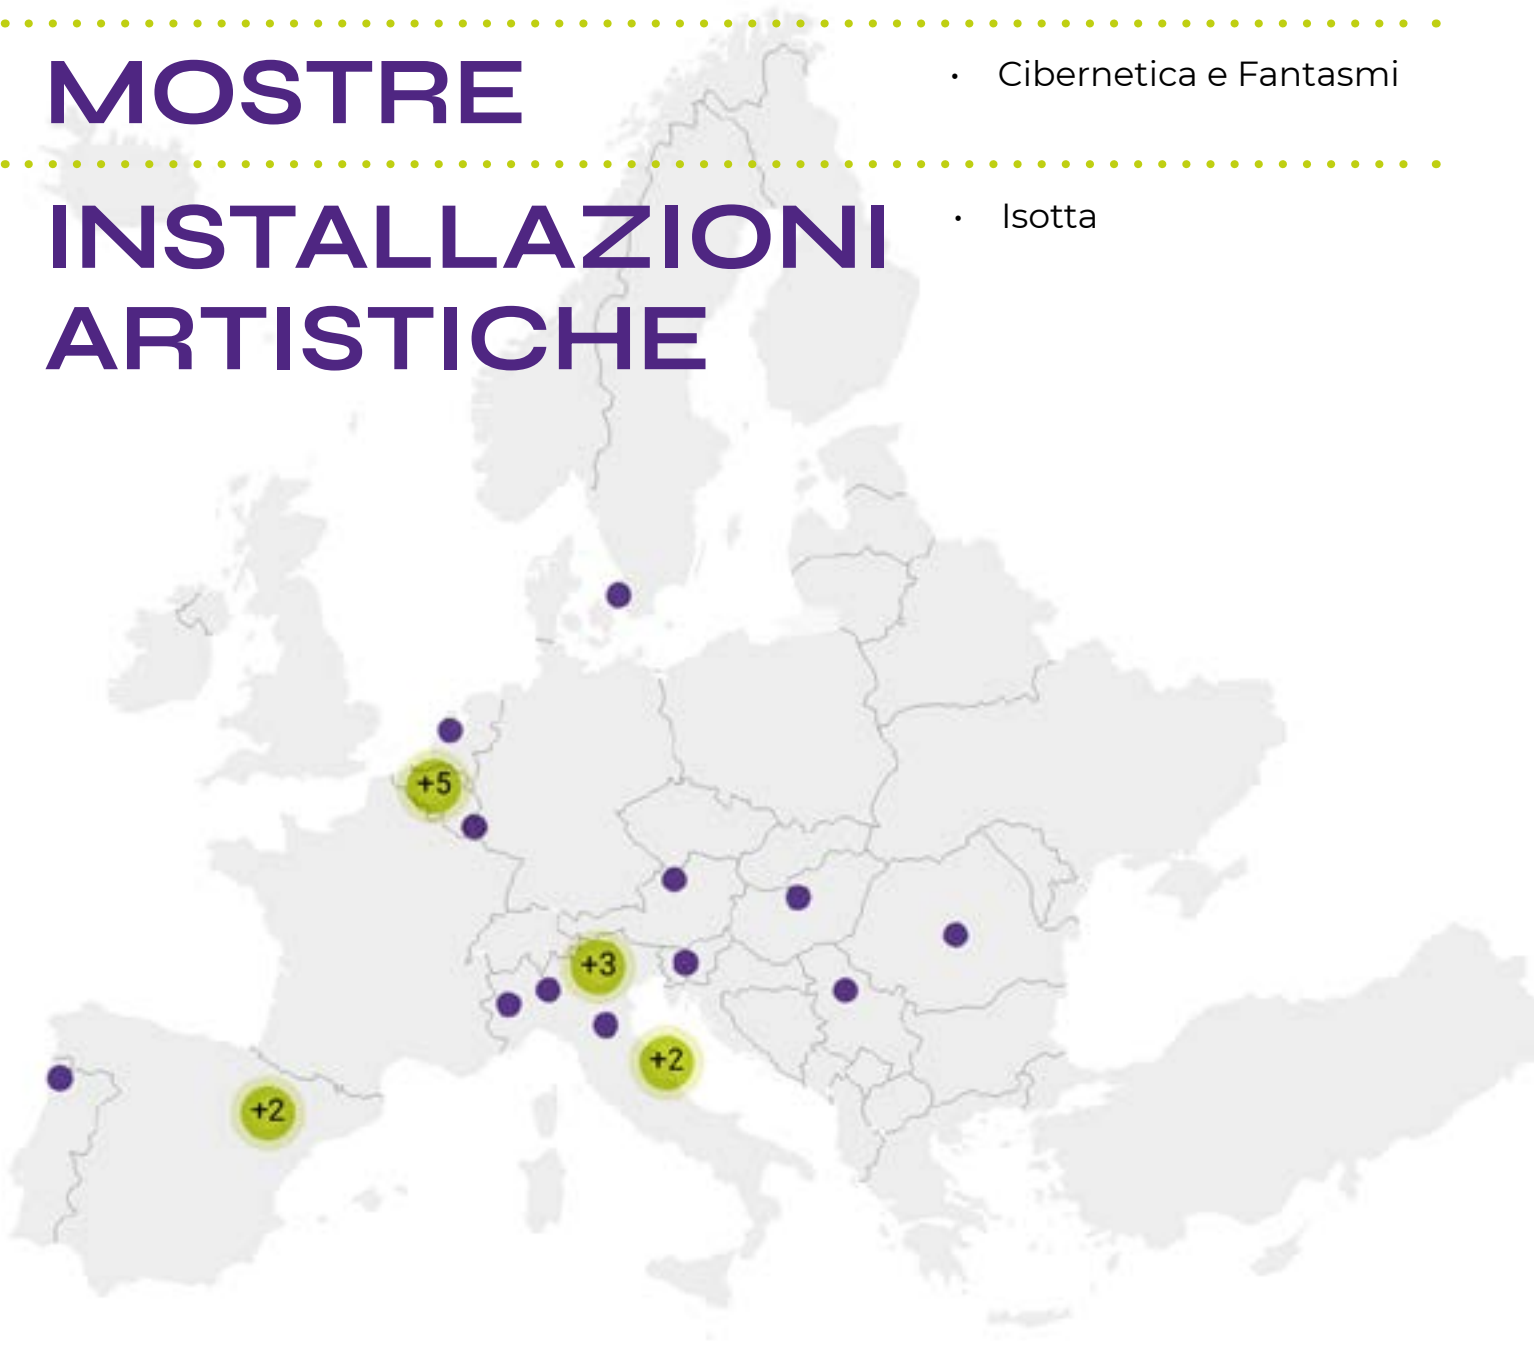 MOSTRE
• Cibernetica e Fantasmi
INSTALLAZIONI
ARTISTICHE
• Isotta
+5
+3
+2
+2